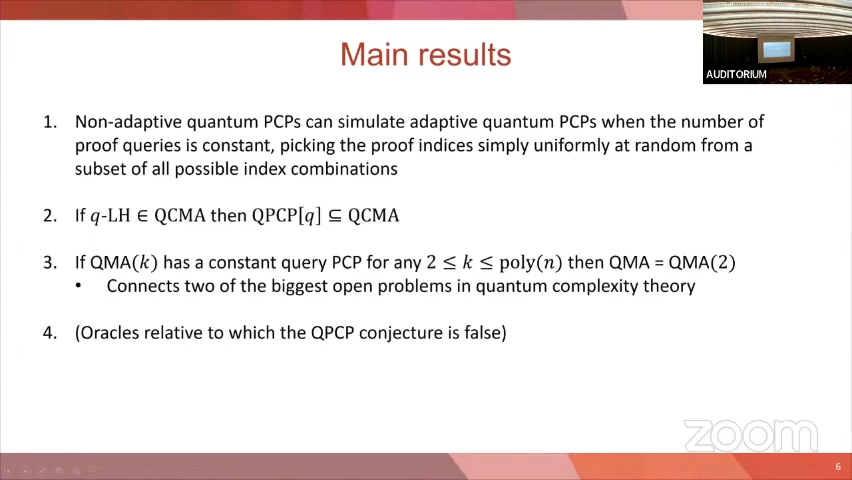 Main results
AUDITORIUM
1. Non-adaptive quantum PCPs can simulate adaptive quantum PCPs when the number of
proof queries is constant, picking the proof indices simply uniformly at random from a
subset of all possible index combinations
2. If q-LH ∈ QCMA then QPCP[q] ⊆ QCMA
3. If QMA(k) has a constant query PCP for any 2 ≤ k ≤ poly(n) then QMA = QMA(2)
• Connects two of the biggest open problems in quantum complexity theory
4. (Oracles relative to which the QPCP conjecture is false)
zoom
6